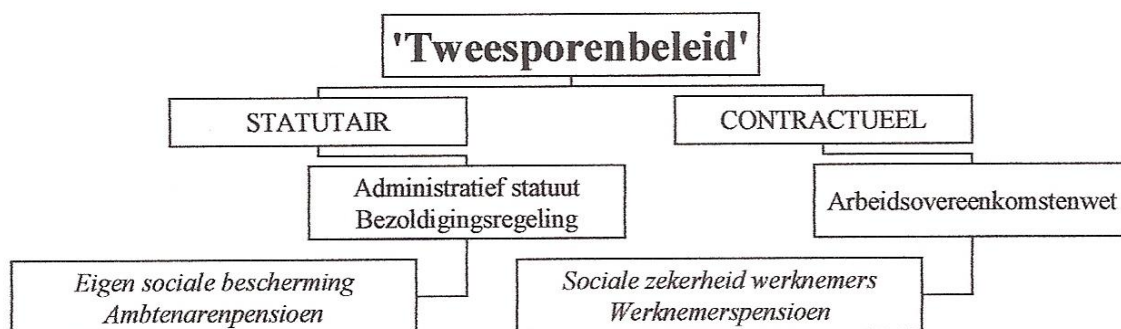 'Tweesporenbeleid'
STATUTAIR
CONTRACTUEEL
Administratief statuut
Bezoldigingsregeling
Arbeidsovereenkomstenwet
Eigen sociale bescherming
Ambtenarenpensioen
Sociale zekerheid werknemers
Werknemerspensioen